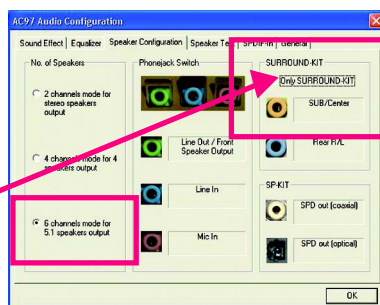 AC97 Audio Configuration
Sound Effect
Equalizer
Speaker Configuration
Speaker Test
SPDIF-In
General
No. of Speakers
2 channels mode for
stereo speakers
output
4 channels mode for 4
speakers output
6 channels mode for
5.1 speakers output
Phonejack Switch
Line Out / Front
Speaker Output
Line In
Mic In
SURROUND-KIT
Only SURROUND-KIT
SUB/Center
Rear R/L
SP-KIT
SPD out (coaxial)
SPD out (optical)
OK